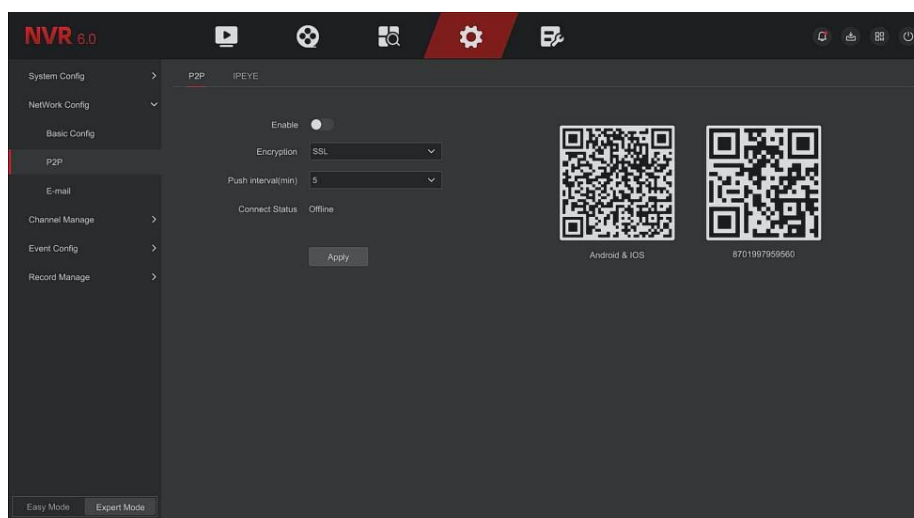 NVR 6.0
System Config
NetWork Config
Basic Config
P2P
E-mail
Channel Manage
Event Config
Record Manage
Easy Mode Expert Mode
P2P IPEYE
Enable
Encryption SSL
Push interval(min) 5
Connect Status Offline
Apply
Android & IOS
8701997959560